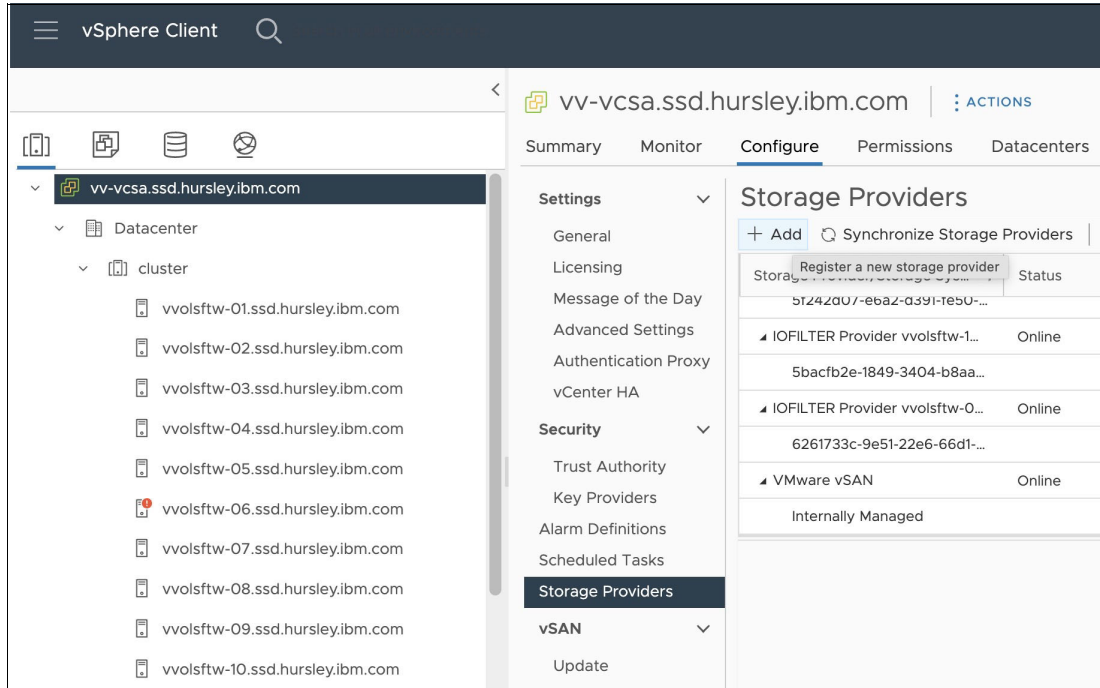 vSphere Client
vv-vcsa.ssd.hursley.ibm.com
Datacenter
cluster
vvolsftw-01.ssd.hursley.ibm.com
vvolsftw-02.ssd.hursley.ibm.com
vvolsftw-03.ssd.hursley.ibm.com
vvolsftw-04.ssd.hursley.ibm.com
vvolsftw-05.ssd.hursley.ibm.com
vvolsftw-06.ssd.hursley.ibm.com
vvolsftw-07.ssd.hursley.ibm.com
vvolsftw-08.ssd.hursley.ibm.com
vvolsftw-09.ssd.hursley.ibm.com
vvolsftw-10.ssd.hursley.ibm.com
vv-vcsa.ssd.hursley.ibm.com
ACTIONS
Summary Monitor Configure Permissions Datacenters
Settings
General
Licensing
Message of the Day
Advanced Settings
Authentication Proxy
vCenter HA
Security
Trust Authority
Key Providers
Alarm Definitions
Scheduled Tasks
Storage Providers
vSAN
Update
Storage Providers
+ Add Synchronize Storage Providers
Register a new storage provider
Status
5f242d07-e6a2-d391-fe50-...
IOFILTER Provider vvolsftw-1... Online
5bacfb2e-1849-3404-b8aa...
IOFILTER Provider vvolsftw-0... Online
6261733c-9e51-22e6-66d1-...
VMware vSAN Online
Internally Managed